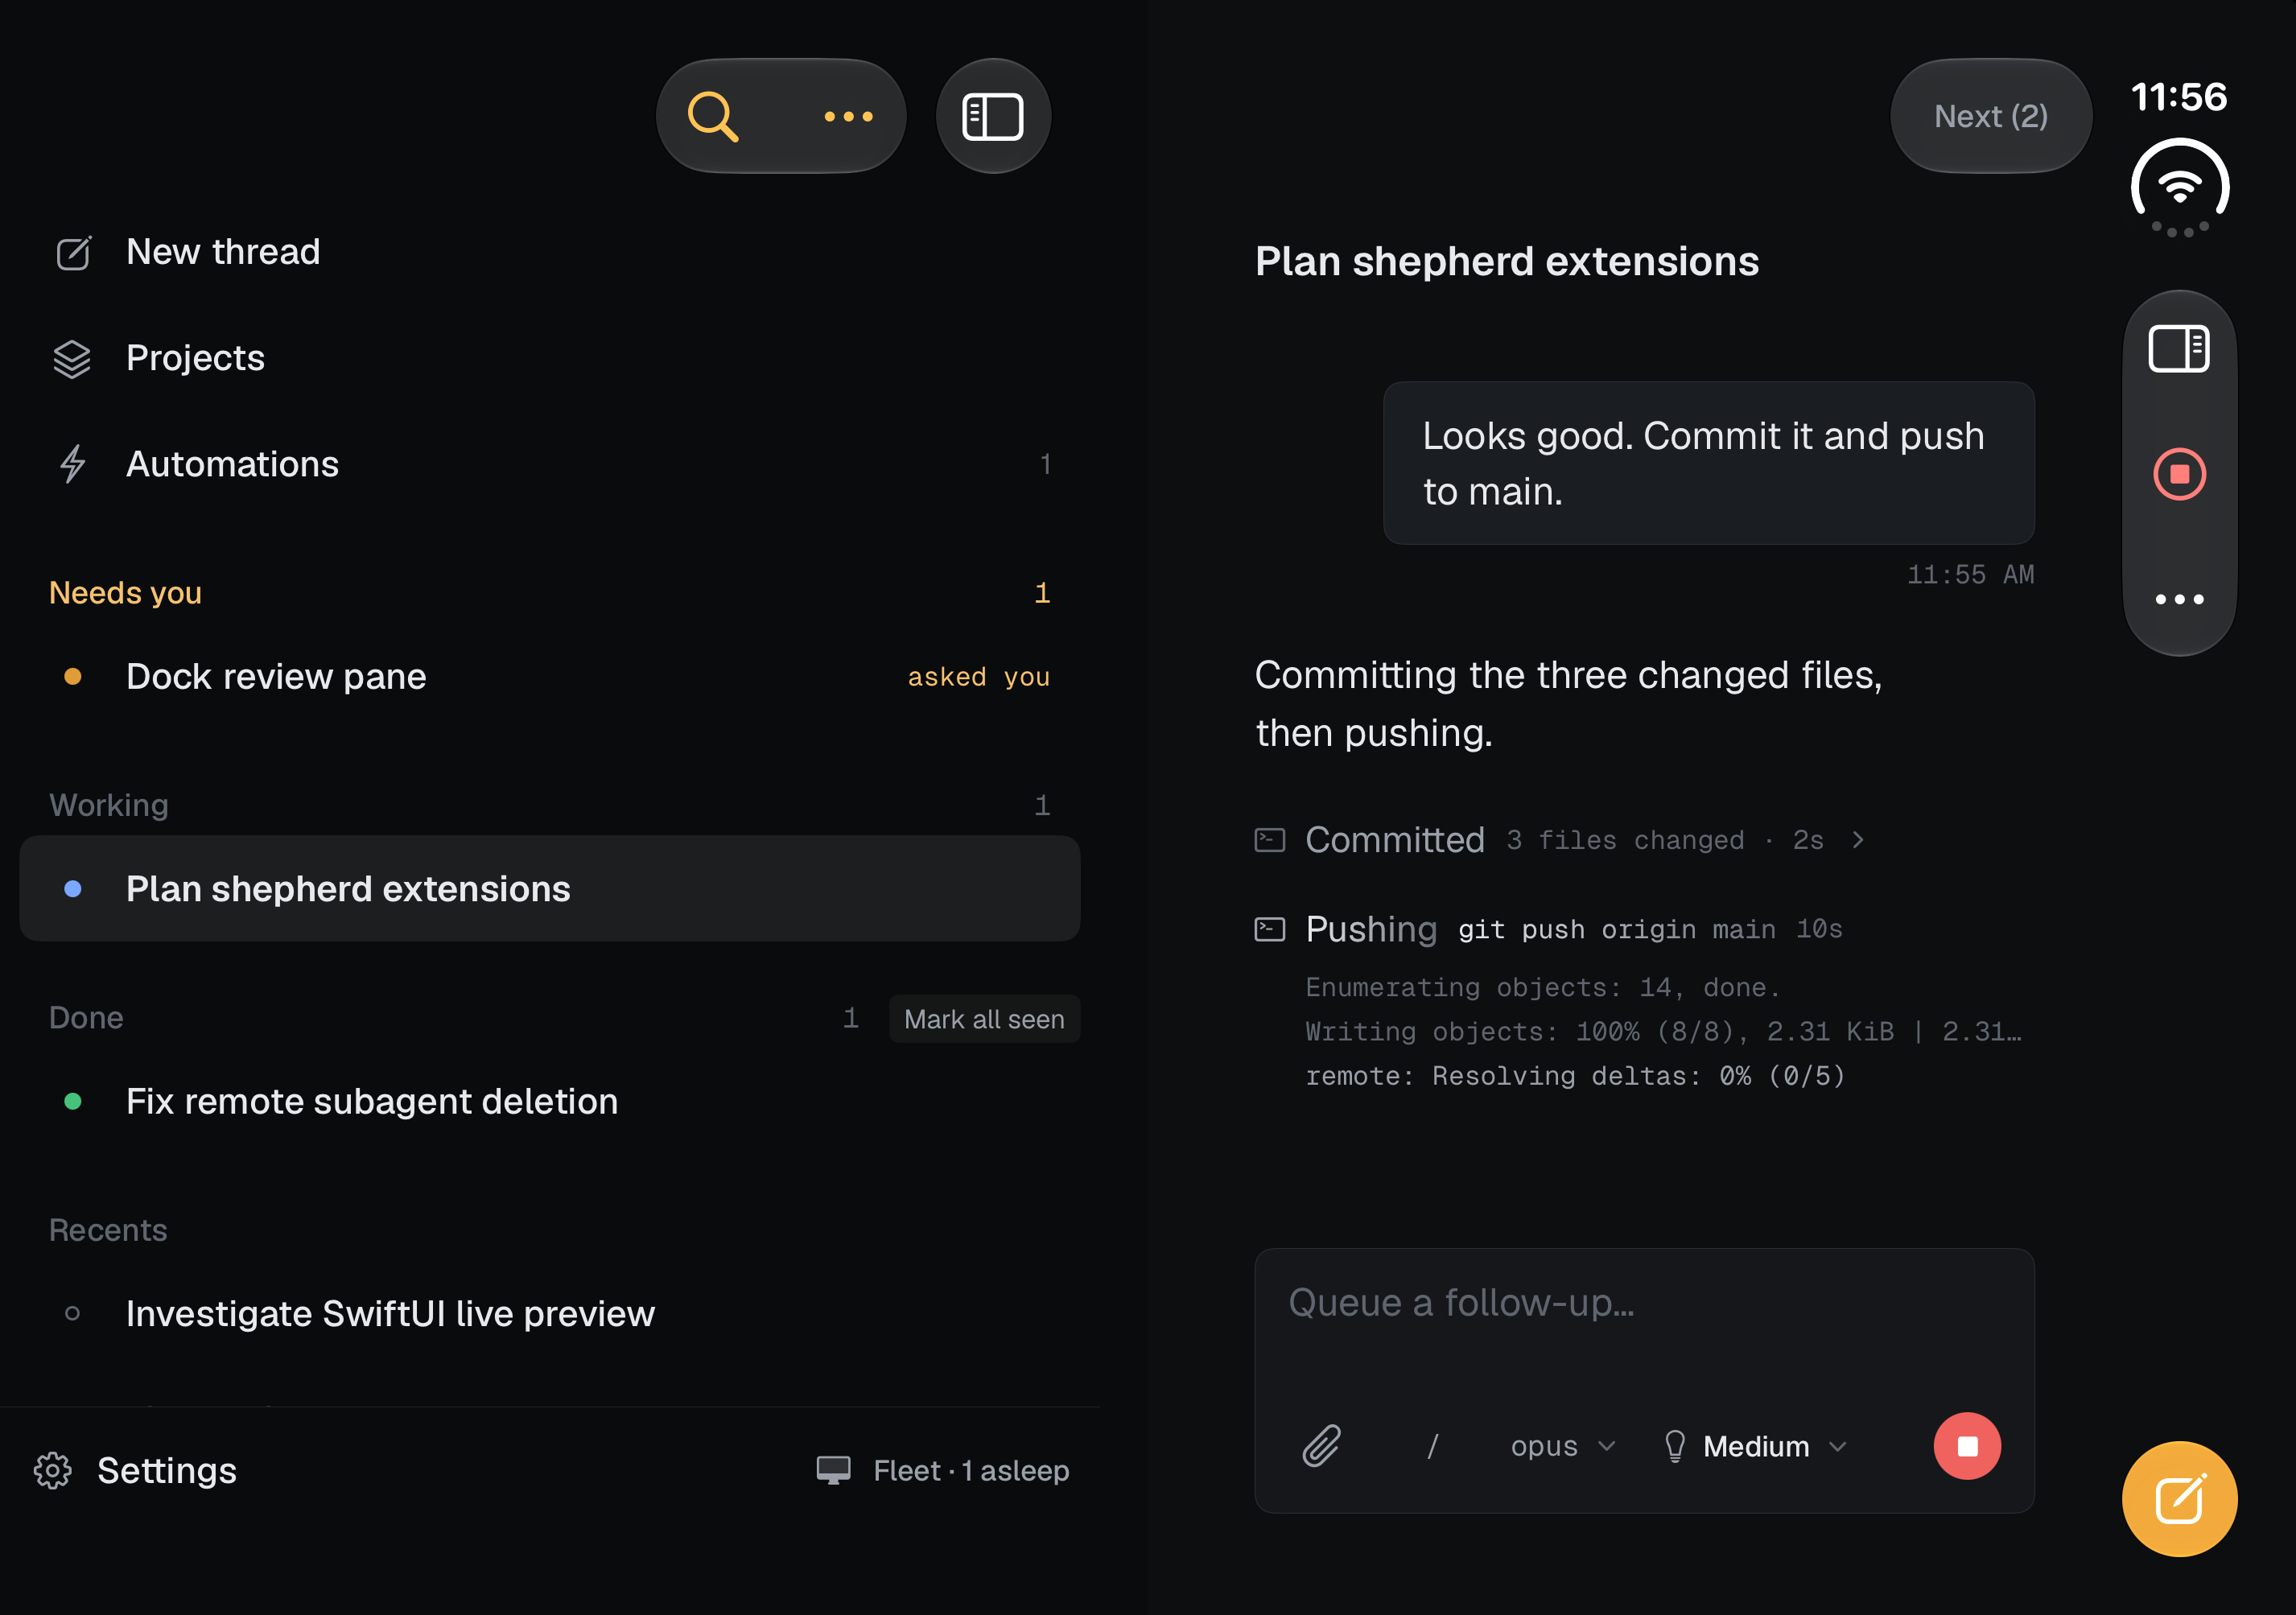 Next (2)
11:56
New thread
Projects
Automations 1
Needs you 1
Dock review pane asked you
Working 1
Plan shepherd extensions
Done 1 Mark all seen
Fix remote subagent deletion
Recents
Investigate SwiftUI live preview
Settings Fleet · 1 asleep
Plan shepherd extensions
Looks good. Commit it and push
to main.
11:55 AM
Committing the three changed files,
then pushing.
Committed 3 files changed · 2s
Pushing git push origin main 10s
Enumerating objects: 14, done.
Writing objects: 100% (8/8), 2.31 KiB | 2.31…
remote: Resolving deltas: 0% (0/5)
Queue a follow-up…
/ opus Medium